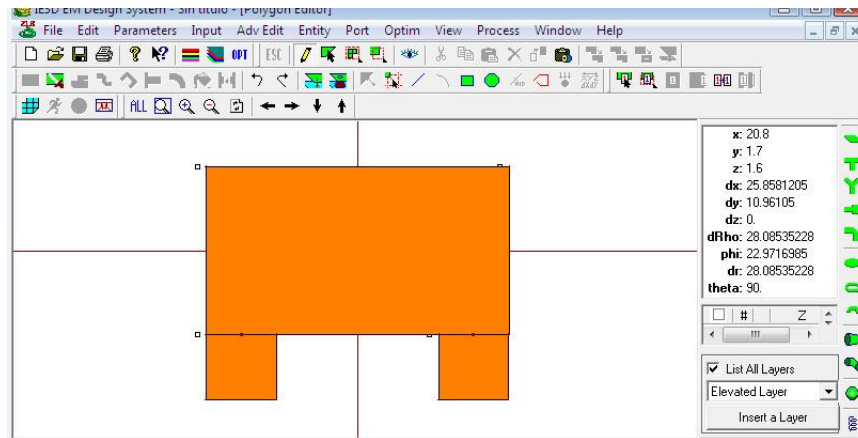 IE3D EM Design System - Sin título - [Polygon Editor]
File Edit Parameters Input Adv Edit Entity Port Optim View Process Window Help
OPT ESC
ALL
x: 20.8
y: 1.7
z: 1.6
dx: 25.8581205
dy: 10.96105
dz: 0.
dRho: 28.08535228
phi: 22.9716985
dr: 28.08535228
theta: 90.
# Z
List All Layers
Elevated Layer
Insert a Layer